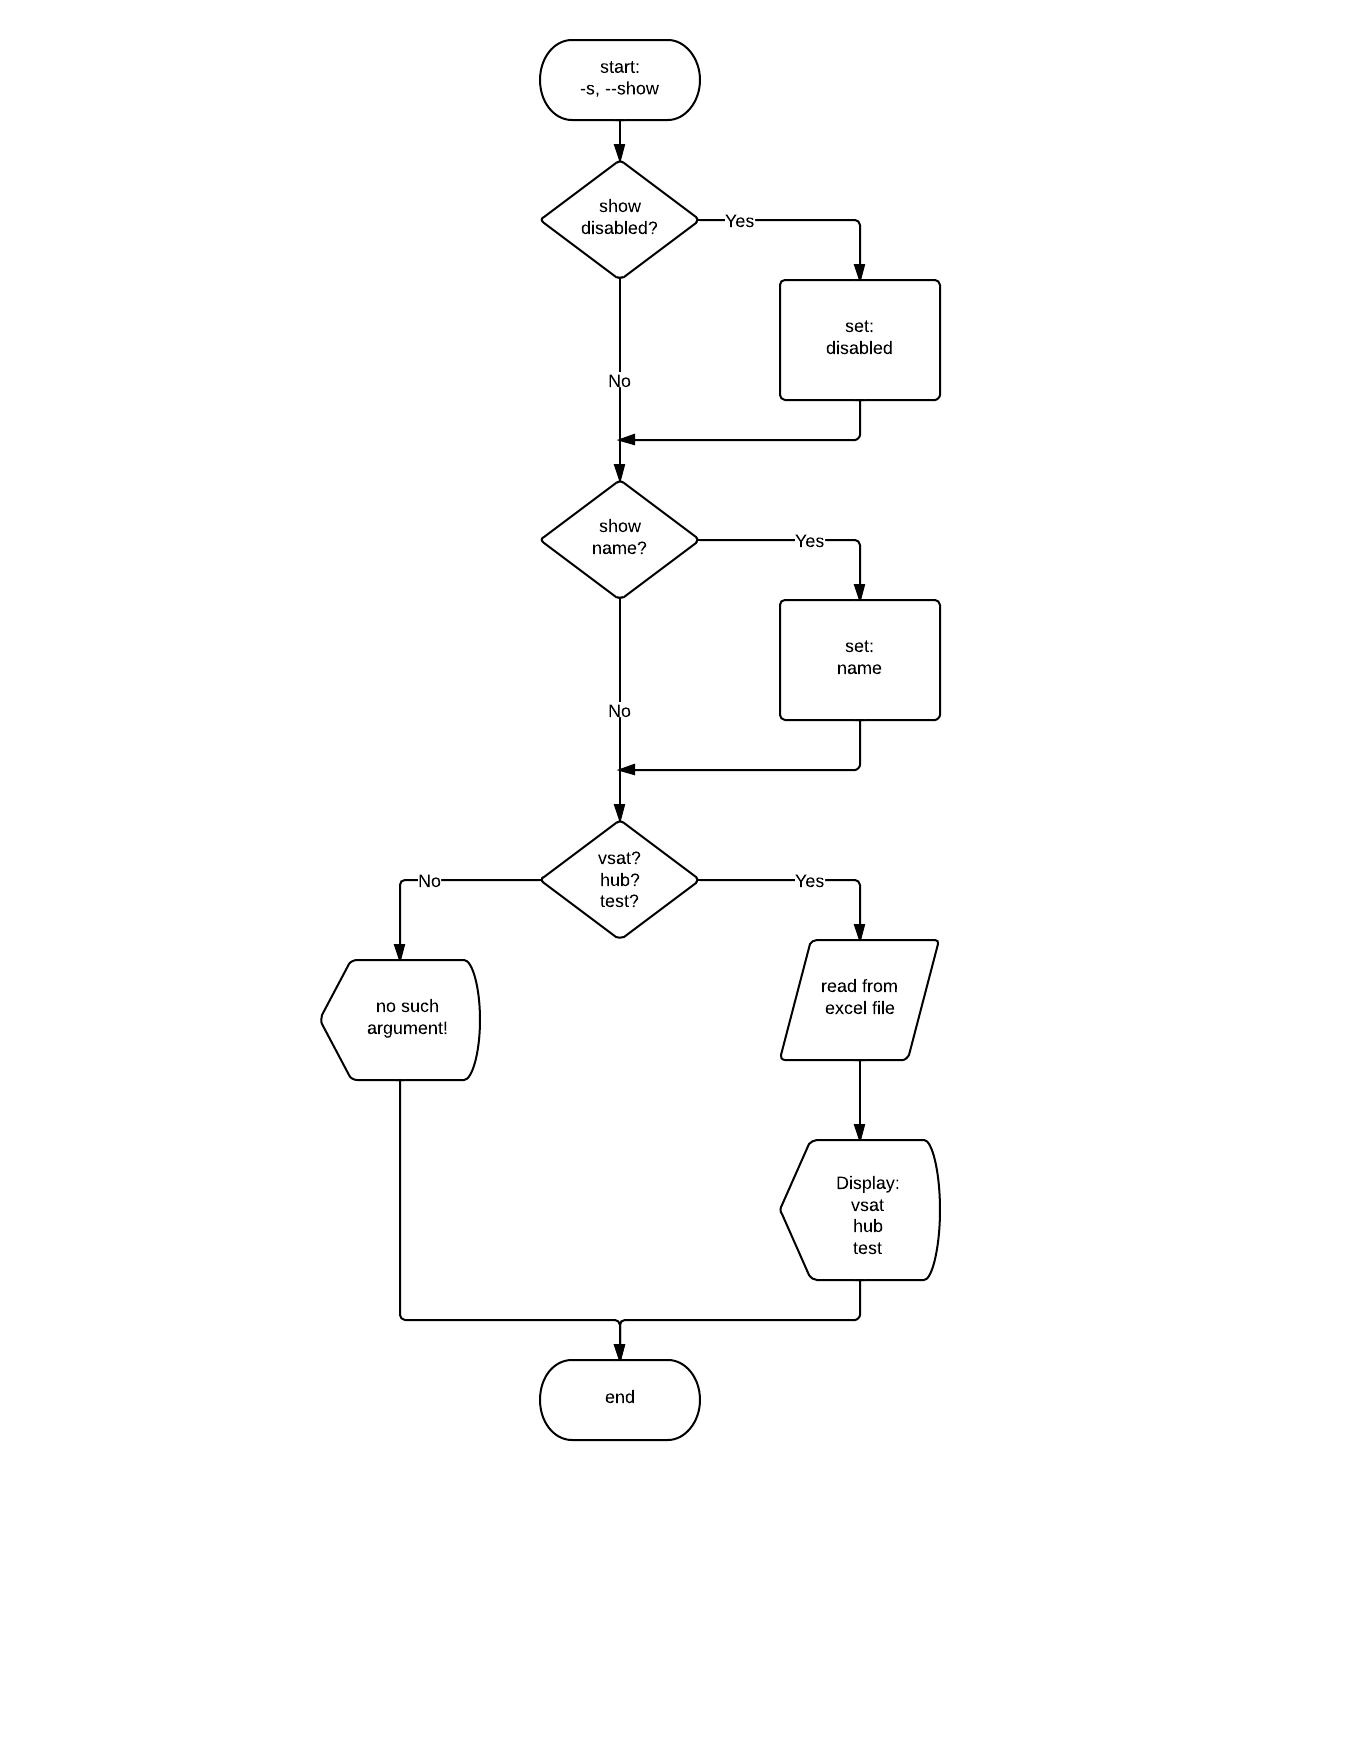 start:
-s, --show
show
disabled?
Yes
set:
disabled
No
show
name?
Yes
set:
name
No
vsat?
hub?
test?
No
Yes
no such
argument!
read from
excel file
Display:
vsat
hub
test
end